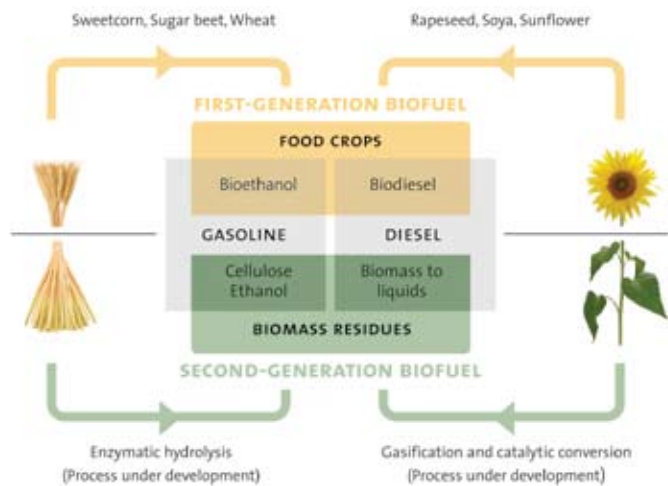 Sweetcorn, Sugar beet, Wheat
Rapeseed, Soya, Sunflower
FIRST-GENERATION BIOFUEL
FOOD CROPS
Bioethanol
Biodiesel
GASOLINE
DIESEL
Cellulose
Ethanol
Biomass to
liquids
BIOMASS RESIDUES
SECOND-GENERATION BIOFUEL
Enzymatic hydrolysis
(Process under development)
Gasification and catalytic conversion
(Process under development)